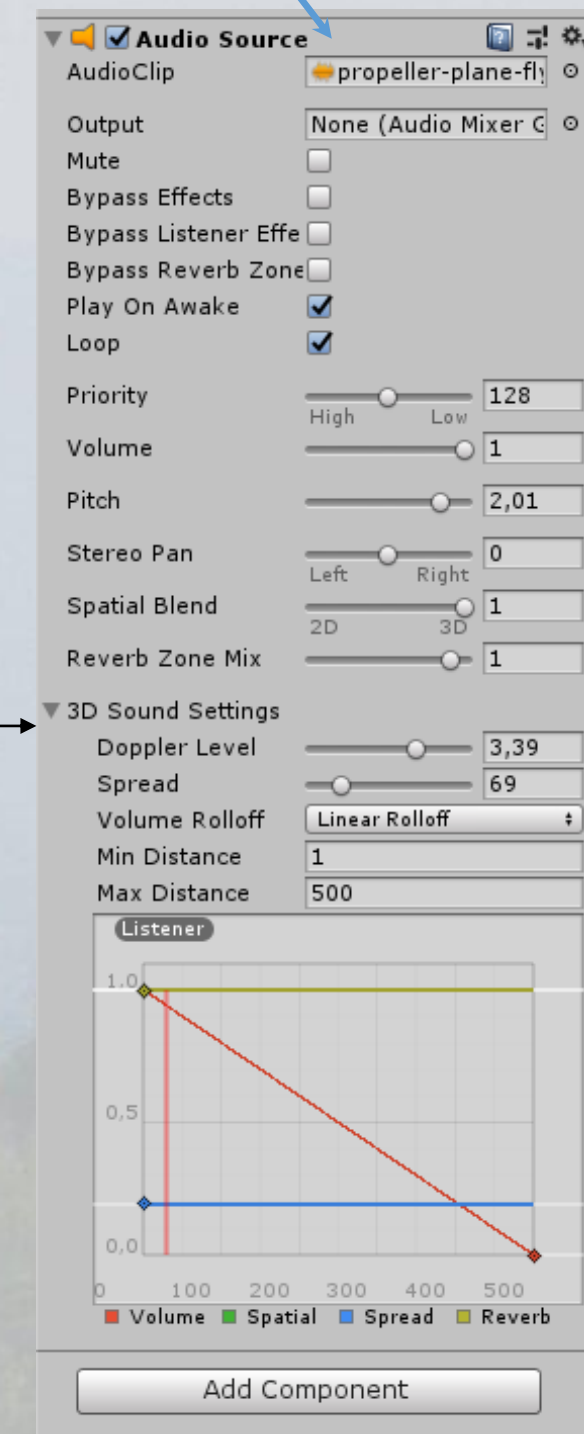 Audio Source
AudioClip propeller-plane-fly
Output None (Audio Mixer G
Mute
Bypass Effects
Bypass Listener Effe
Bypass Reverb Zone
Play On Awake
Loop
Priority 128
High Low
Volume 1
Pitch 2,01
Stereo Pan 0
Left Right
Spatial Blend 1
2D 3D
Reverb Zone Mix 1
3D Sound Settings
Doppler Level 3,39
Spread 69
Volume Rolloff Linear Rolloff
Min Distance 1
Max Distance 500
Listener
1,0
0,5
0,0
0 100 200 300 400 500
Volume Spatial Spread Reverb
Add Component